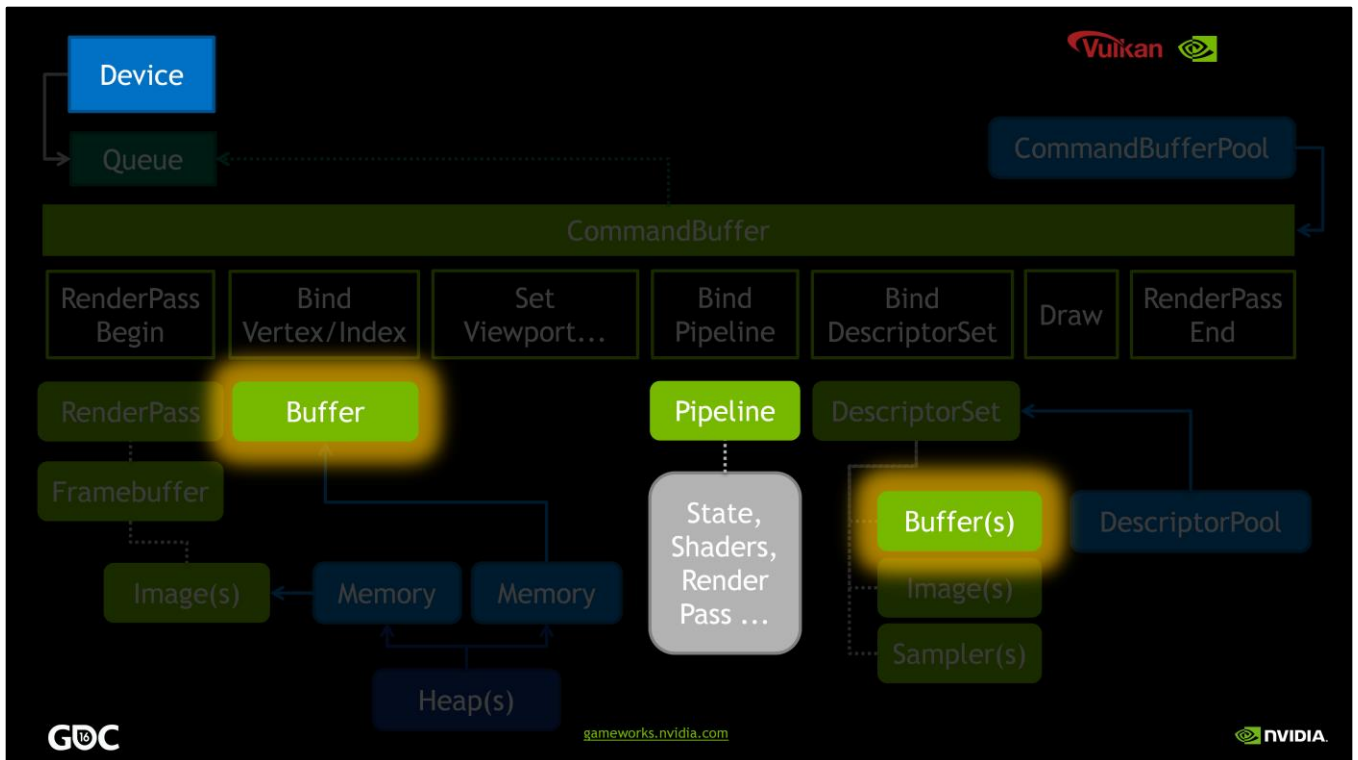 Device
Vulkan
Queue
CommandBufferPool
CommandBuffer
RenderPass
Begin
Bind
Vertex/Index
Set
Viewport...
Bind
Pipeline
Bind
DescriptorSet
Draw
RenderPass
End
RenderPass
Buffer
Pipeline
DescriptorSet
Framebuffer
State,
Shaders,
Render
Pass ...
Buffer(s)
DescriptorPool
Image(s)
Memory
Memory
Image(s)
Sampler(s)
Heap(s)
GDC 16
gameworks.nvidia.com
NVIDIA.